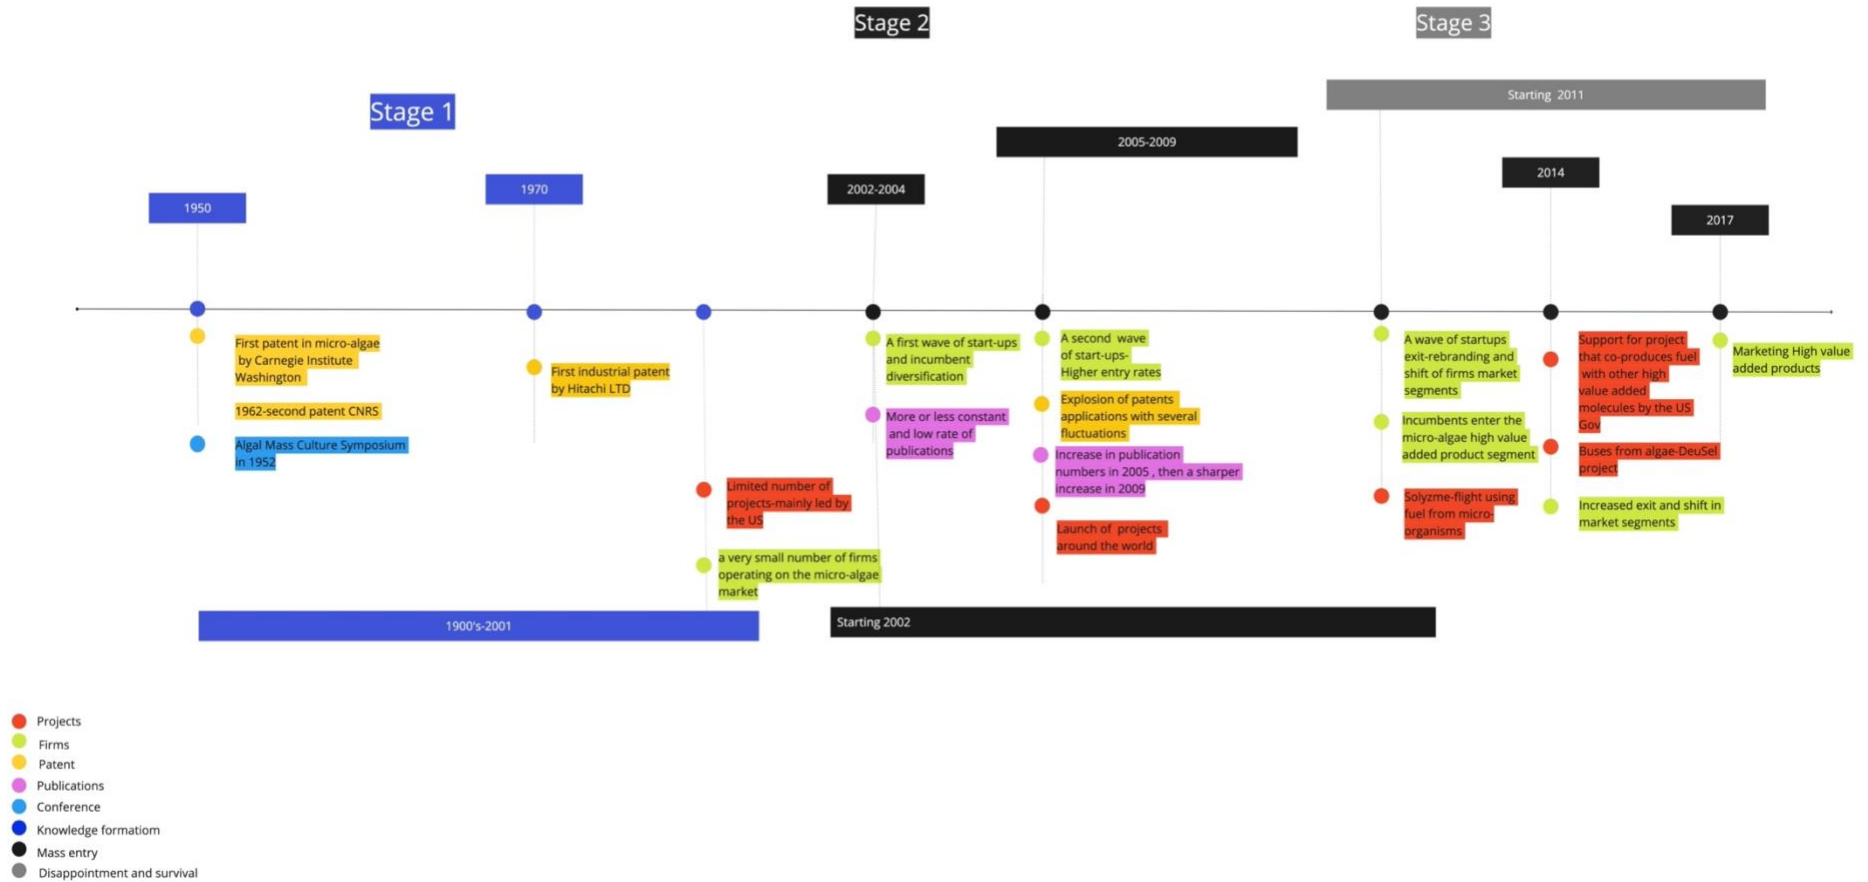 Stage 1
Stage 2
Stage 3
1950
1970
2002-2004
2005-2009
Starting  2011
2014
2017
First patent in micro-algae
by Carnegie Institute
Washington
1962-second patent CNRS
Algal Mass Culture Symposium
in 1952
First industrial patent
by Hitachi LTD
Limited number of
projects-mainly led by
the US
a very small number of firms
operating on the micro-algae
market
A first wave of start-ups
and incumbent
diversification
More or less constant
and low rate of
publications
A second  wave
of start-ups-
Higher entry rates
Explosion of patents
applications with several
fluctuations
Increase in publication
numbers in 2005 , then a sharper
increase in 2009
Launch of  projects
around the world
A wave of startups
exit-rebranding and
shift of firms market
segments
Incumbents enter the
micro-algae high value
added product segment
Solyzme-flight using
fuel from micro-
organisms
Support for project
that co-produces fuel
with other high
value added
molecules by the US
Gov
Buses from algae-DeuSel
project
Increased exit and shift in
market segments
Marketing High value
added products
1900's-2001
Starting 2002
Projects
Firms
Patent
Publications
Conference
Knowledge formatiom
Mass entry
Disappointment and survival